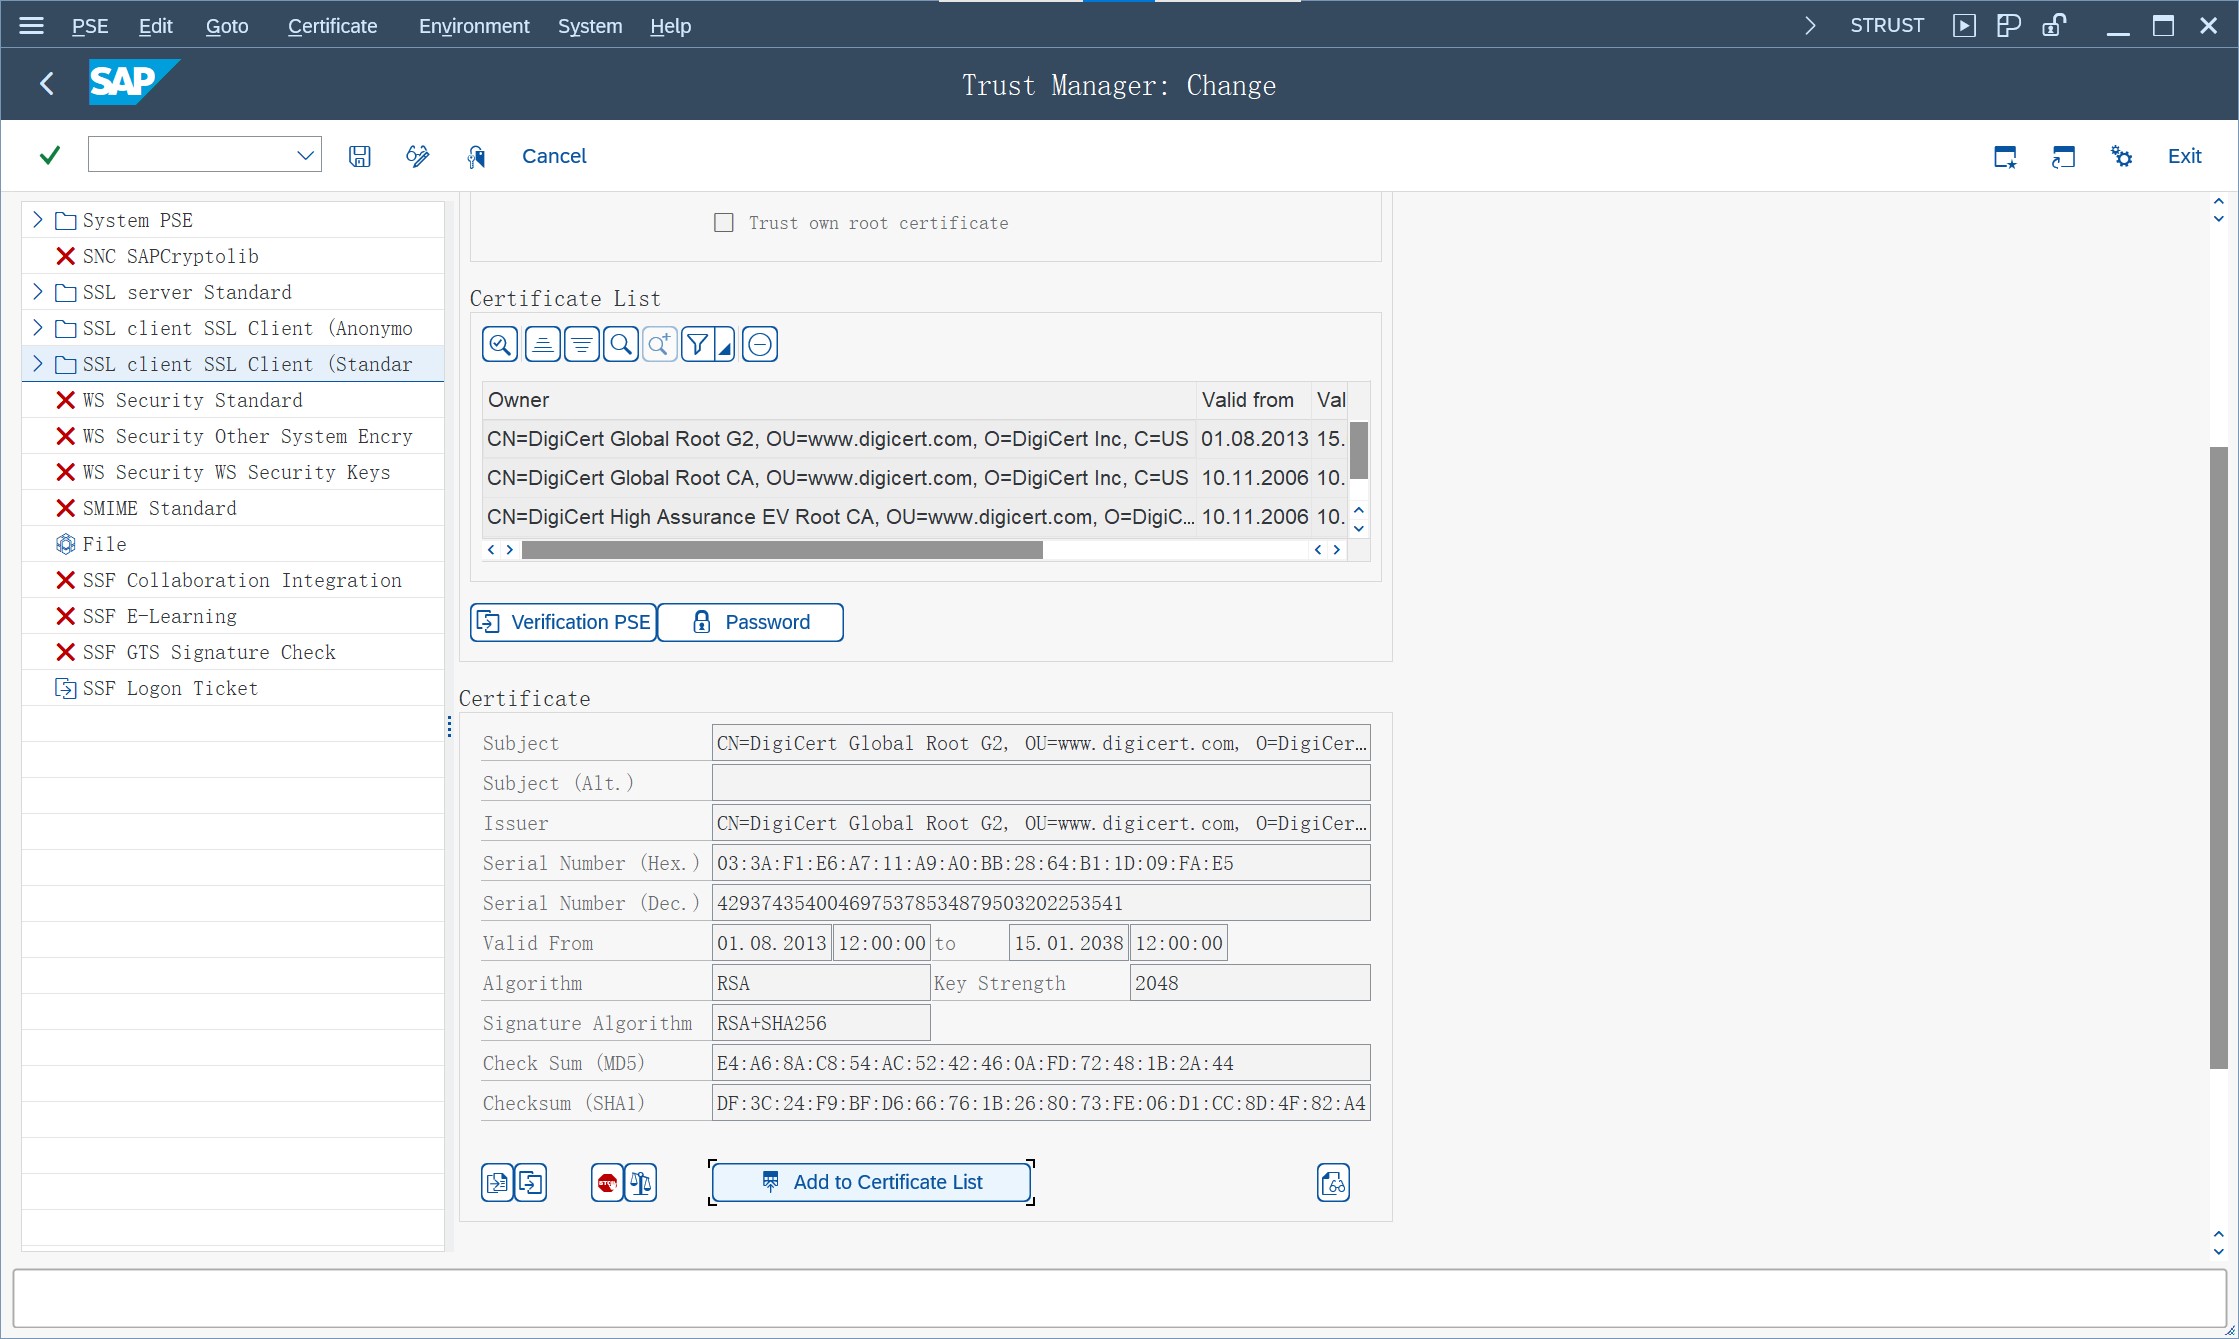 PSE Edit Goto Certificate Environment System Help STRUST
SAP Trust Manager: Change
Cancel Exit
System PSE
SNC SAPCryptolib
SSL server Standard
SSL client SSL Client (Anonymo
SSL client SSL Client (Standar
WS Security Standard
WS Security Other System Encry
WS Security WS Security Keys
SMIME Standard
File
SSF Collaboration Integration
SSF E-Learning
SSF GTS Signature Check
SSF Logon Ticket
Trust own root certificate
Certificate List
Owner Valid from Val
CN=DigiCert Global Root G2, OU=www.digicert.com, O=DigiCert Inc, C=US 01.08.2013 15.
CN=DigiCert Global Root CA, OU=www.digicert.com, O=DigiCert Inc, C=US 10.11.2006 10.
CN=DigiCert High Assurance EV Root CA, OU=www.digicert.com, O=DigiC... 10.11.2006 10.
Verification PSE Password
Certificate
Subject CN=DigiCert Global Root G2, OU=www.digicert.com, O=DigiCer...
Subject (Alt.)
Issuer CN=DigiCert Global Root G2, OU=www.digicert.com, O=DigiCer...
Serial Number (Hex.) 03:3A:F1:E6:A7:11:A9:A0:BB:28:64:B1:1D:09:FA:E5
Serial Number (Dec.) 4293743540046975378534879503202253541
Valid From 01.08.2013 12:00:00 to 15.01.2038 12:00:00
Algorithm RSA Key Strength 2048
Signature Algorithm RSA+SHA256
Check Sum (MD5) E4:A6:8A:C8:54:AC:52:42:46:0A:FD:72:48:1B:2A:44
Checksum (SHA1) DF:3C:24:F9:BF:D6:66:76:1B:26:80:73:FE:06:D1:CC:8D:4F:82:A4
STOP Add to Certificate List